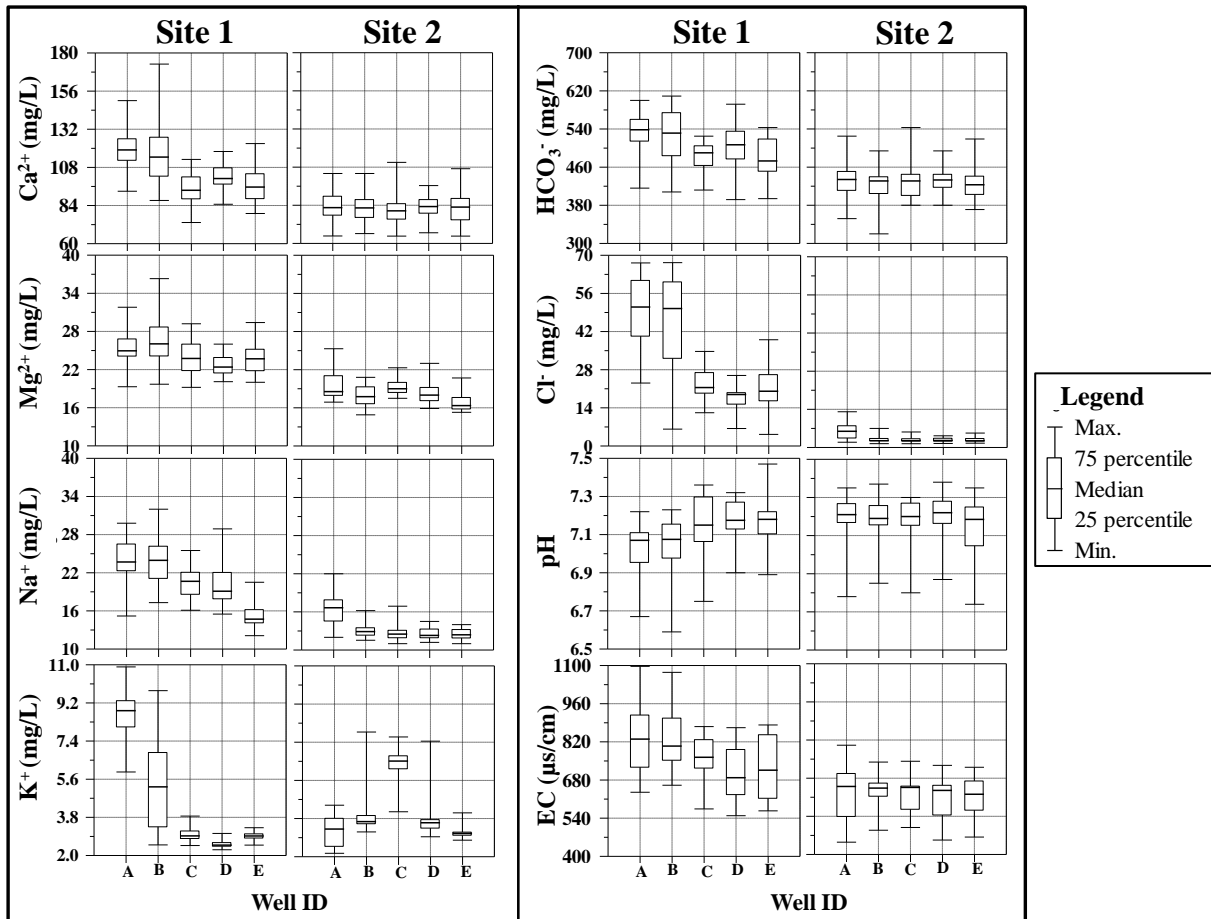 Site 1 Site 2
Ca²⁺ (mg/L)
180
156
132
108
84
60
Mg²⁺ (mg/L)
40
34
28
22
16
10
Na⁺ (mg/L)
40
34
28
22
16
10
K⁺ (mg/L)
11.0
9.2
7.4
5.6
3.8
2.0
A B C D E A B C D E
Well ID
Site 1 Site 2
HCO₃⁻ (mg/L)
700
620
540
460
380
300
Cl⁻ (mg/L)
70
56
42
28
14
0
pH
7.5
7.3
7.1
6.9
6.7
6.5
EC (µs/cm)
1100
960
820
680
540
400
A B C D E A B C D E
Well ID
Legend
Max.
75 percentile
Median
25 percentile
Min.